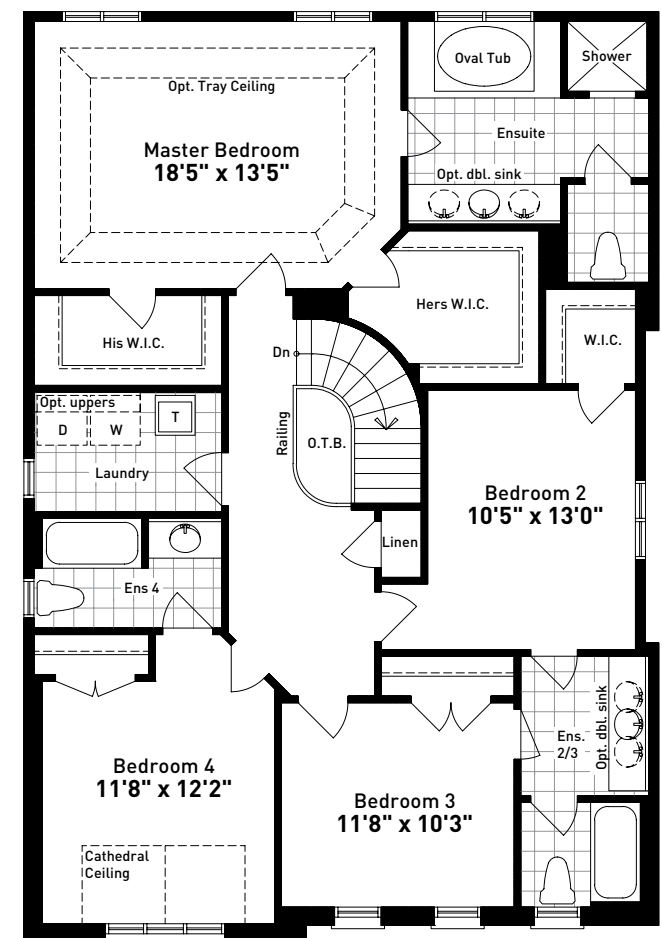 Oval Tub
Shower
Opt. Tray Ceiling
Master Bedroom
18'5" x 13'5"
Ensuite
Opt. dbl. sink
Hers W.I.C.
His W.I.C.
W.I.C.
Dn
Opt. uppers
D
W
T
Railing
O.T.B.
Laundry
Bedroom 2
10'5" x 13'0"
Linen
Ens 4
Opt. dbl. sink
Ens.
2/3
Bedroom 4
11'8" x 12'2"
Bedroom 3
11'8" x 10'3"
Cathedral
Ceiling